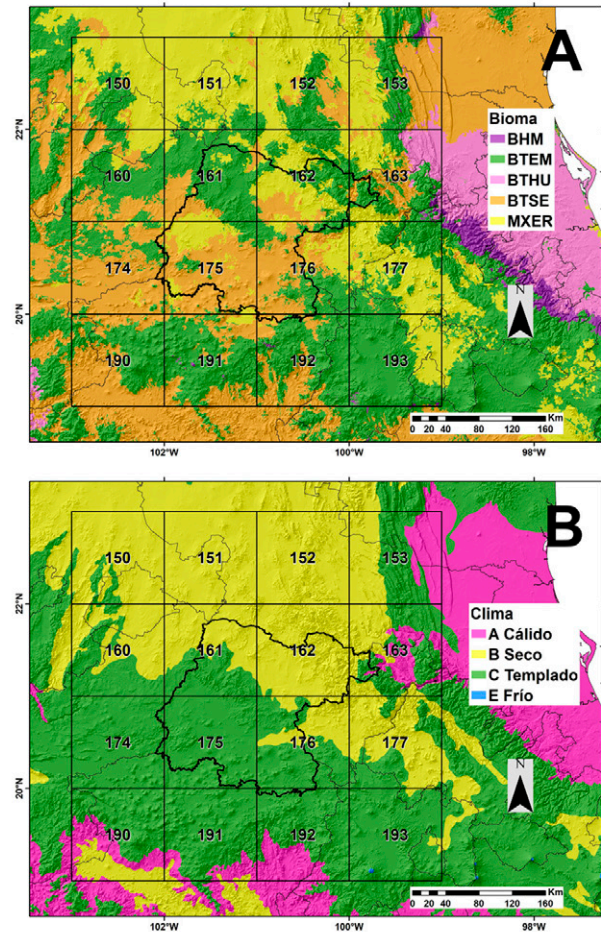 A
150 151 152 153
22°N
Bioma
BHM
BTEM
BTHU
BTSE
MXER
160 161 162 163
174 175 176 177
20°N
N
190 191 192 193
0 20 40 80 120 160 Km
102°W 100°W 98°W
B
150 151 152 153
22°N
Clima
A Cálido
B Seco
C Templado
E Frío
160 161 162 163
174 175 176 177
20°N
N
190 191 192 193
0 20 40 80 120 160 Km
102°W 100°W 98°W